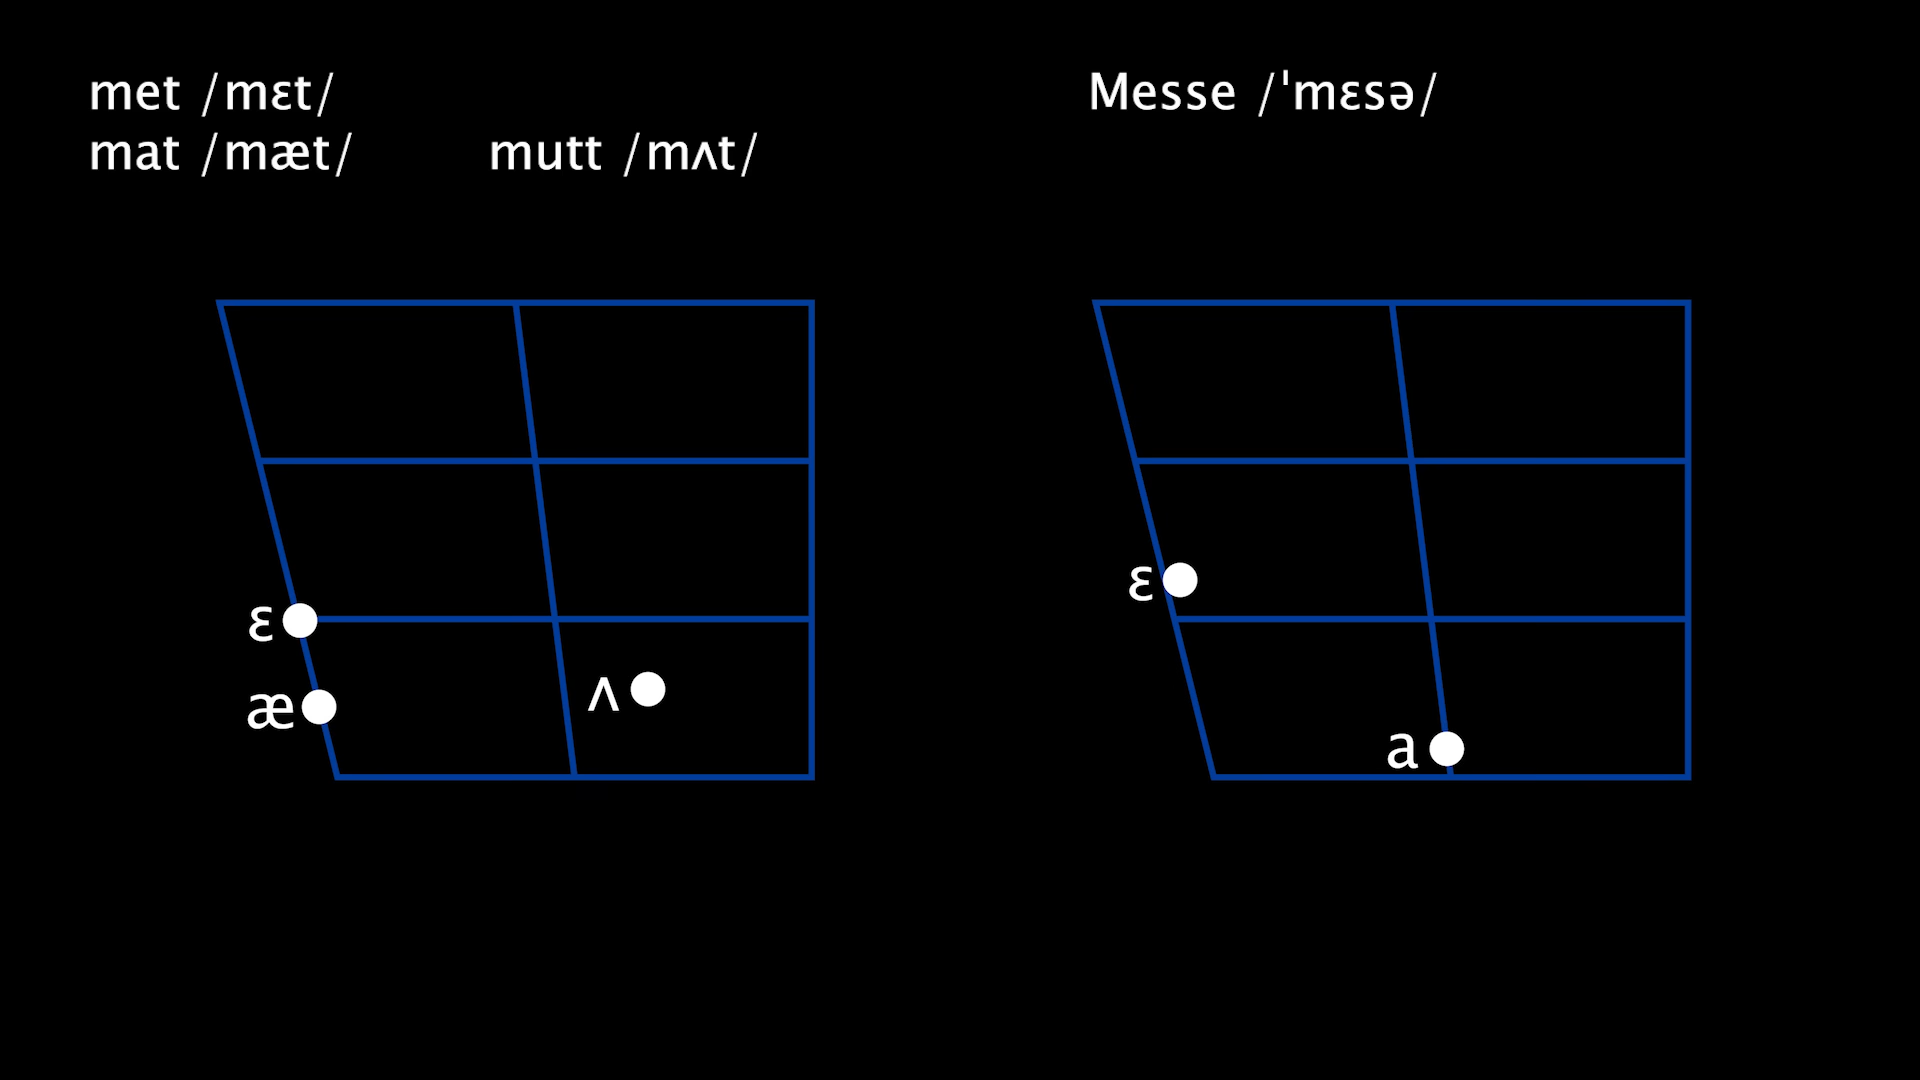 met /mɛt/
mat /mæt/
mutt /mʌt/
Messe /ˈmɛsə/
ɛ
æ
ʌ
ɛ
a